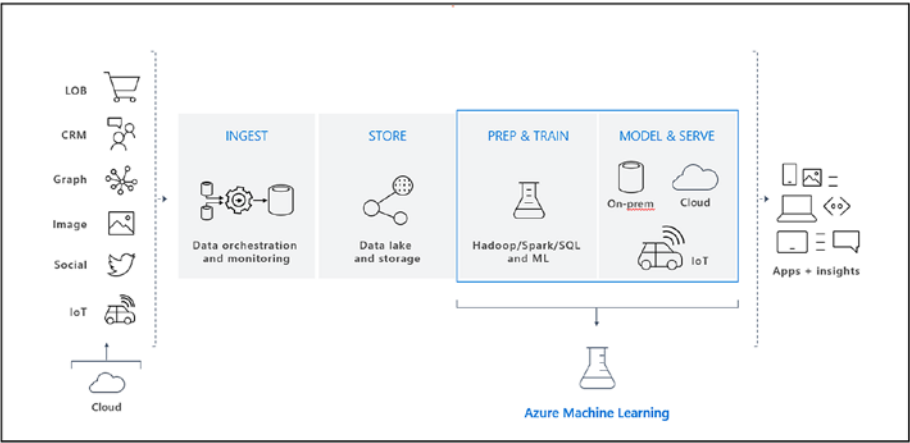 LOB
CRM
Graph
Image
Social
IoT
Cloud
INGEST
Data orchestration
and monitoring
STORE
Data lake
and storage
PREP & TRAIN
Hadoop/Spark/SQL
and ML
MODEL & SERVE
On-prem
Cloud
IoT
Apps + insights
Azure Machine Learning